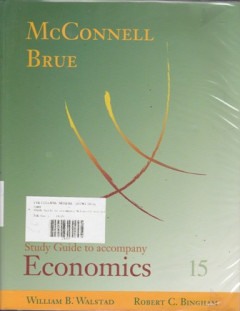 McConnell
Brue
Study Guide to accompany
Economics 15
William B. Walstad Robert C. Bingham